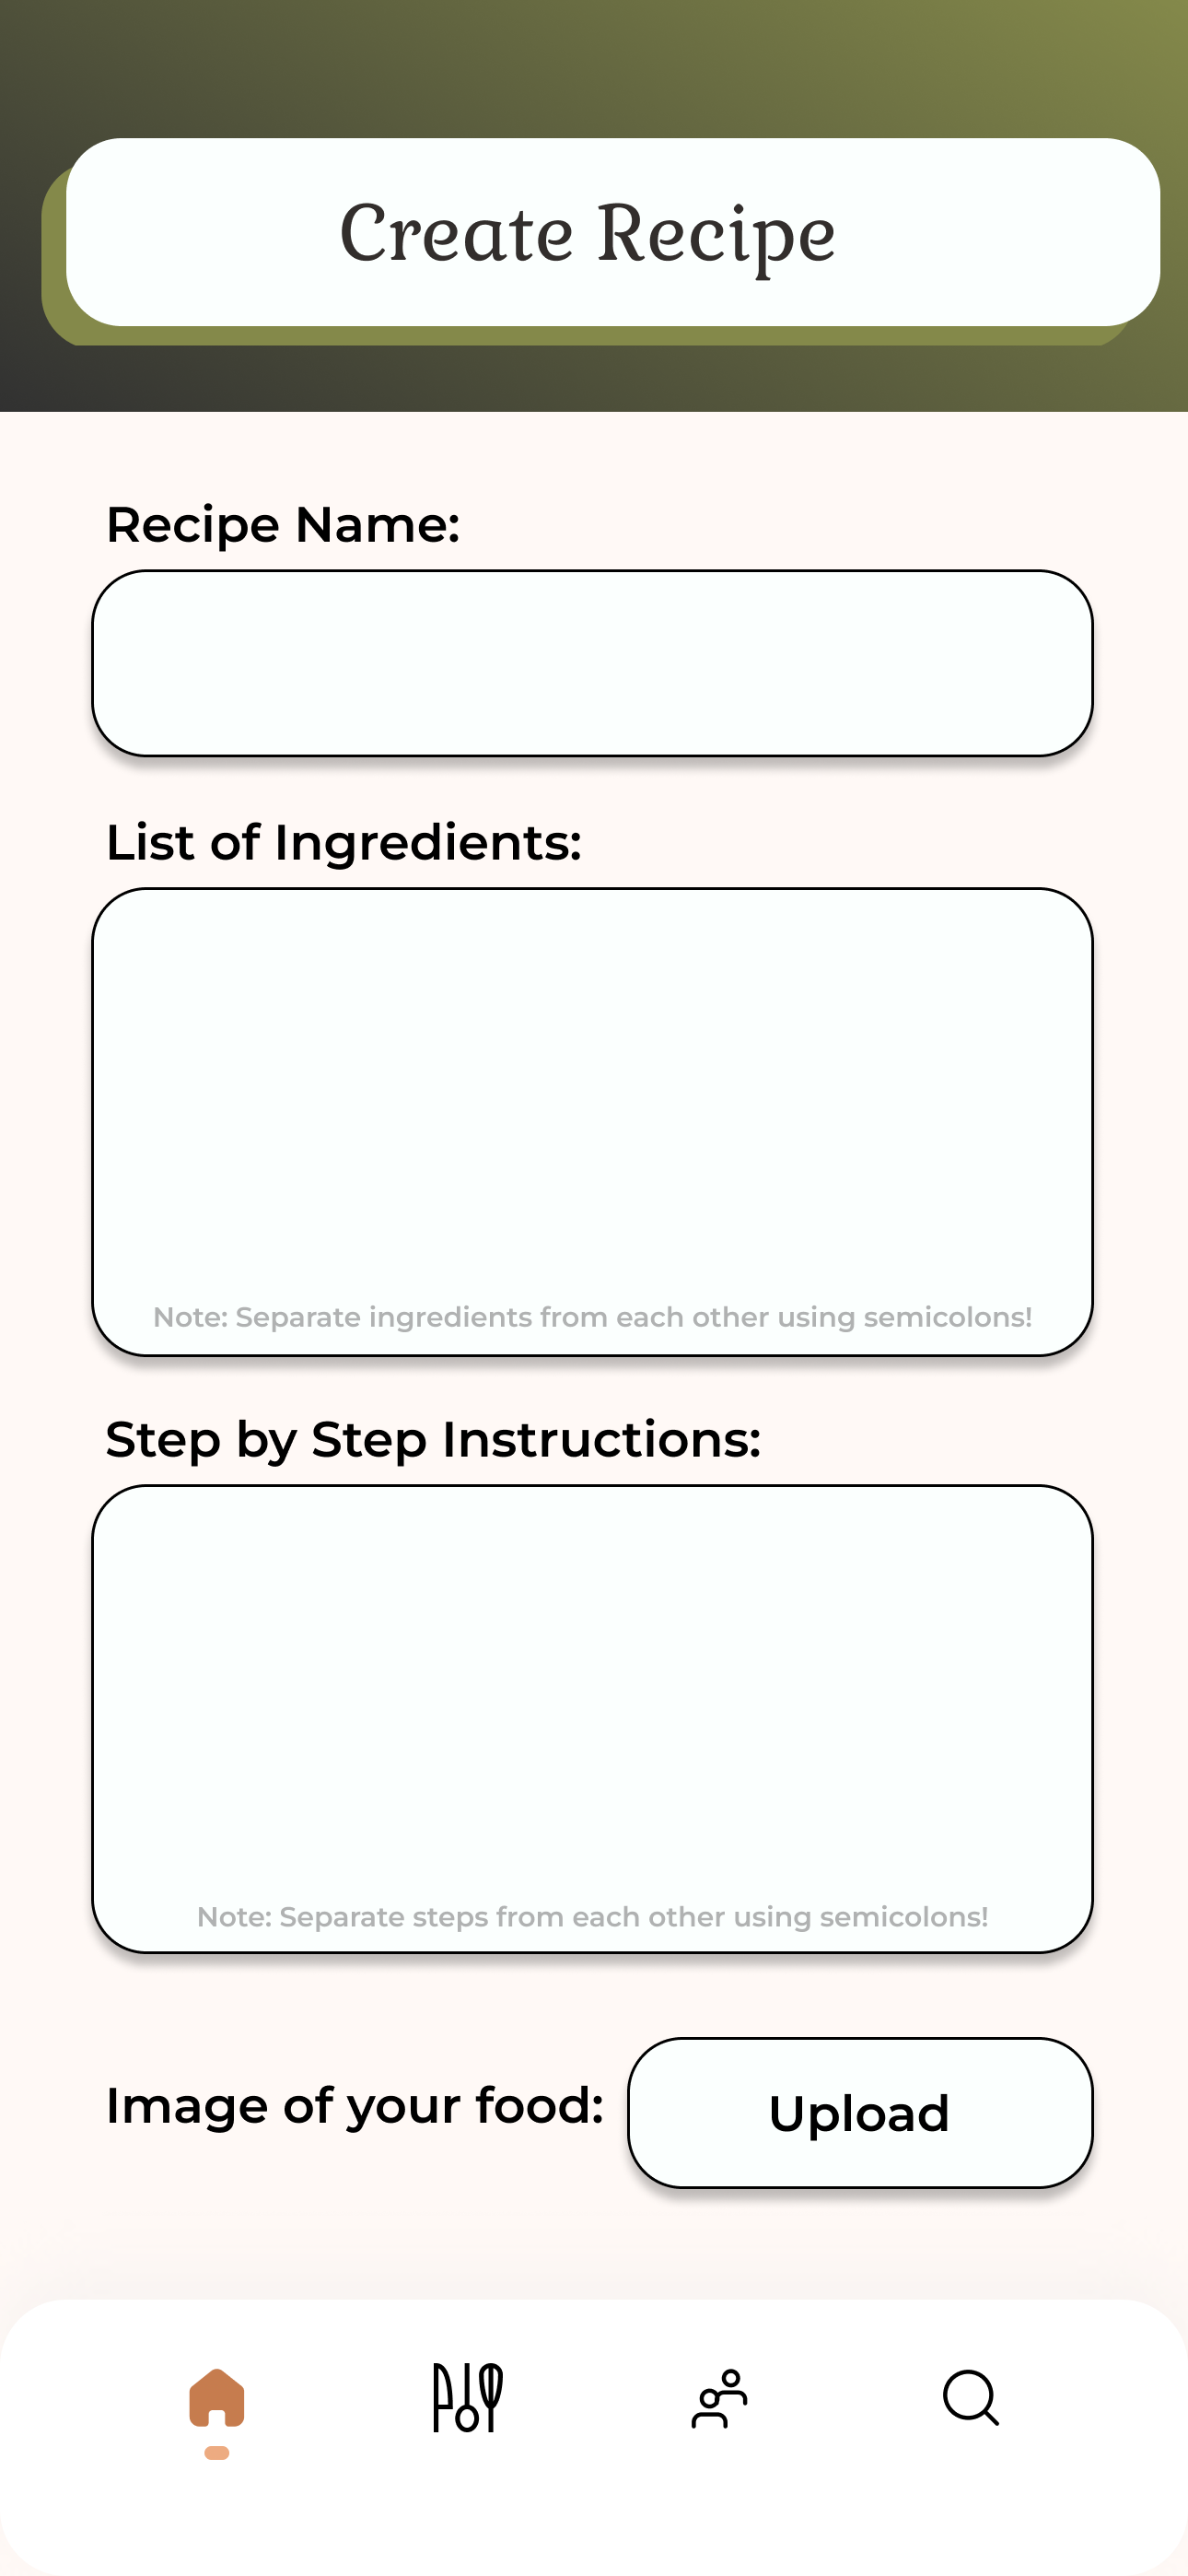 Create Recipe
Recipe Name:
List of Ingredients:
Note: Separate ingredients from each other using semicolons!
Step by Step Instructions:
Note: Separate steps from each other using semicolons!
Image of your food:
Upload